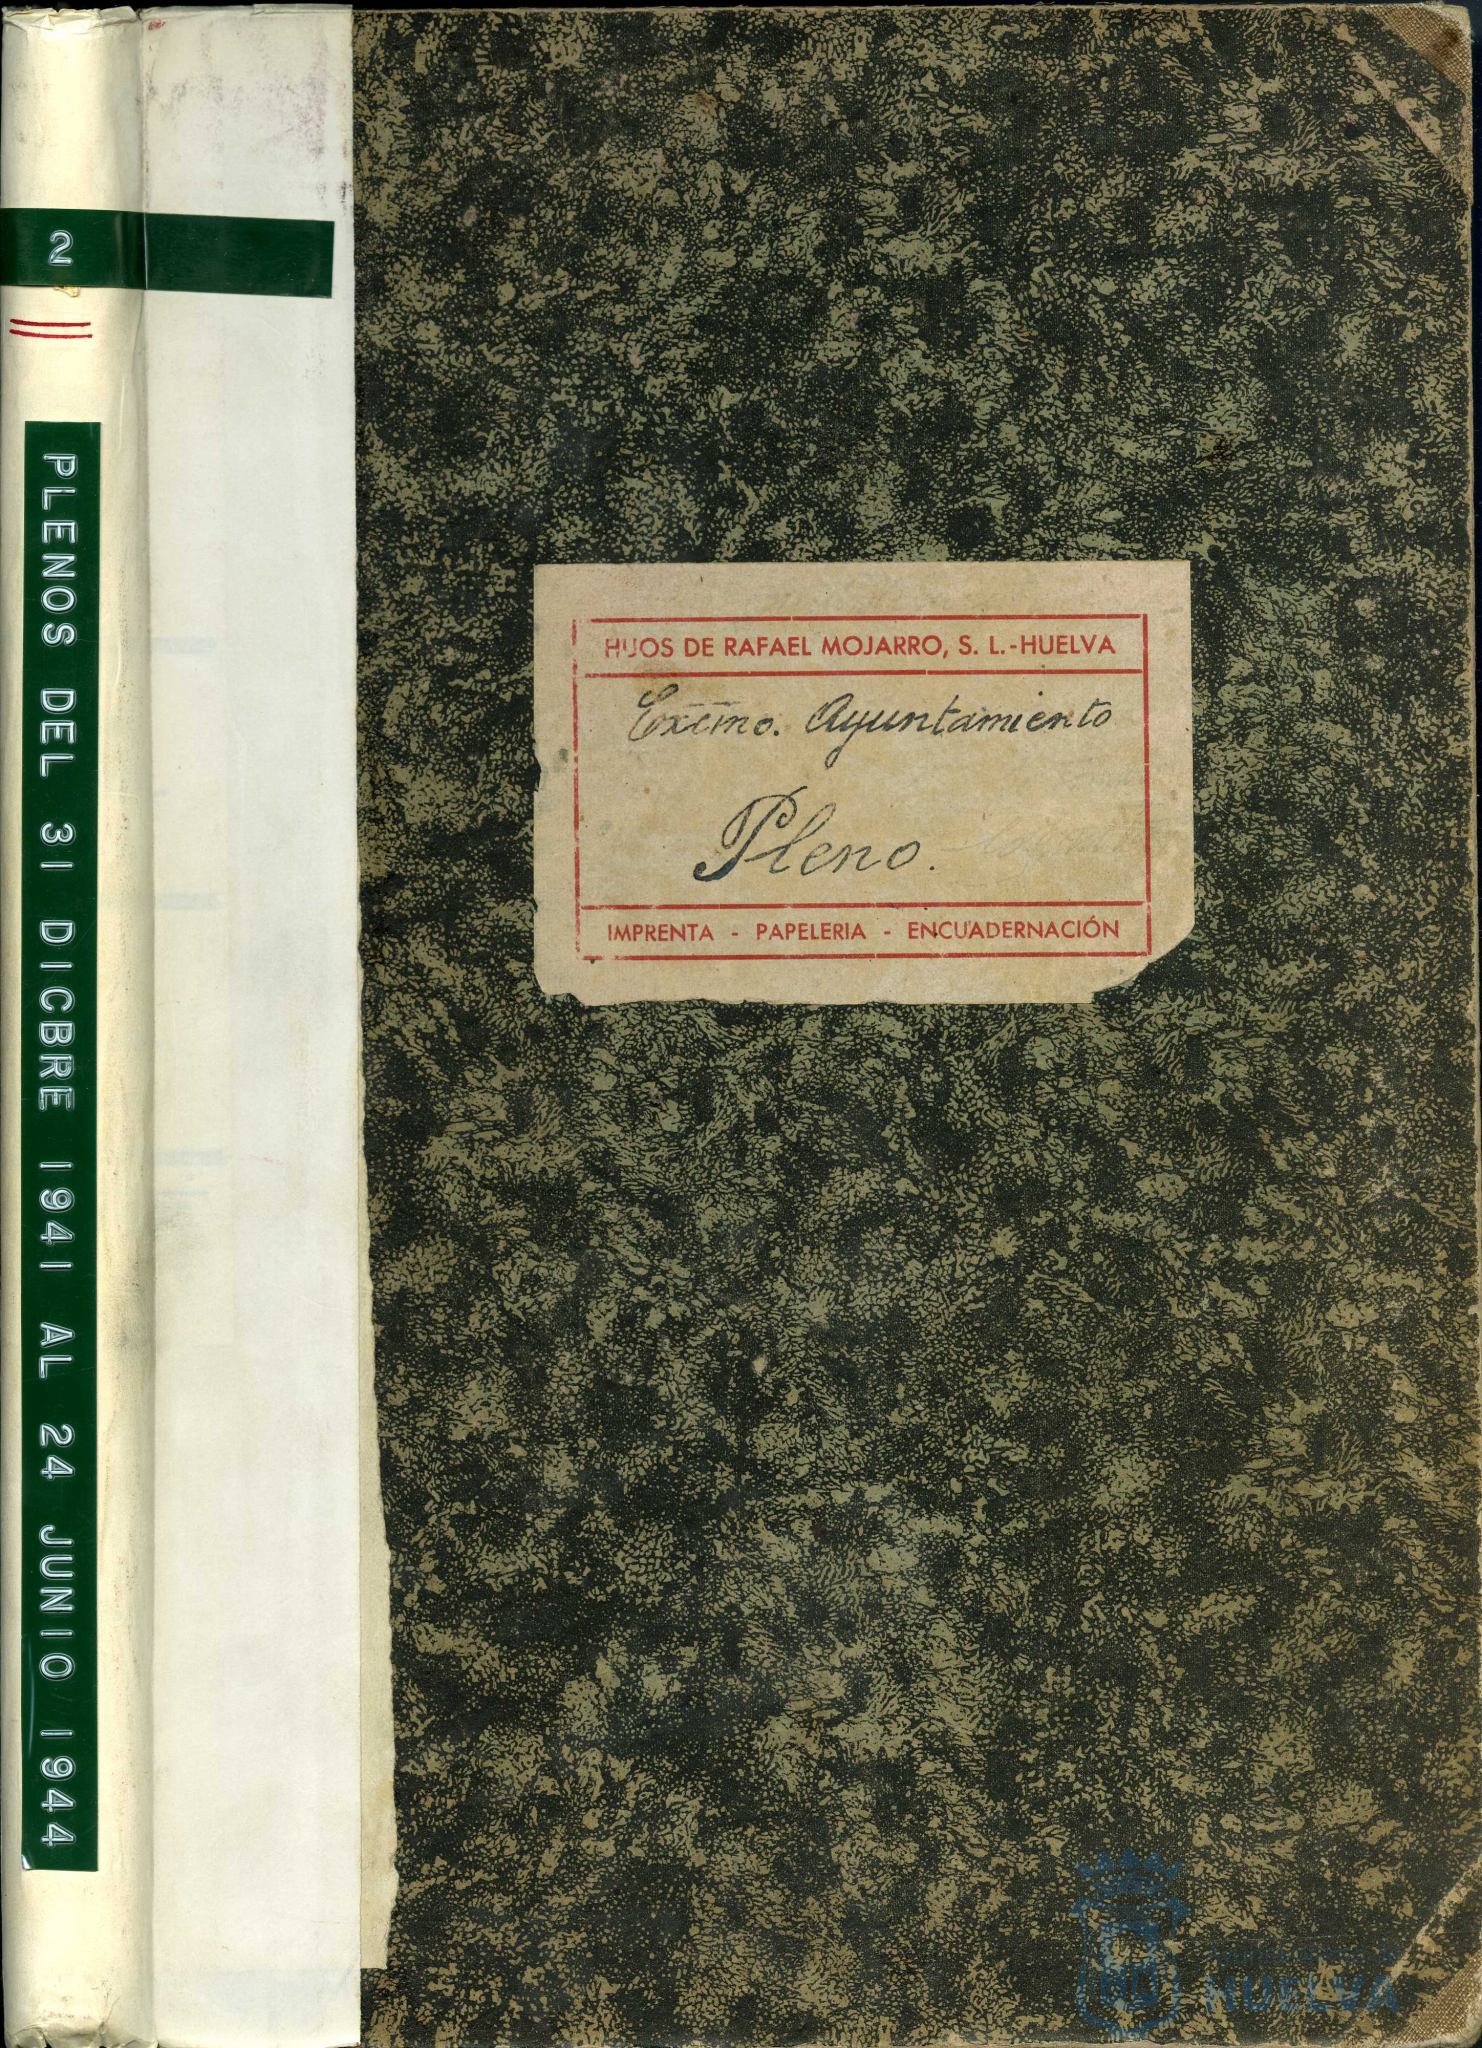 2
PLENOS DEL 31 DICBRE 1941 AL 24 JUNIO 1944
HIJOS DE RAFAEL MOJARRO, S. L.-HUELVA
Excmo. Ayuntamiento
Pleno.
IMPRENTA - PAPELERIA - ENCUADERNACIÓN
HUELVA